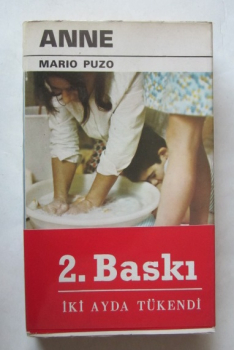 ANNE
MARIO PUZO
2. Baskı
İKİ AYDA TÜKENDİ